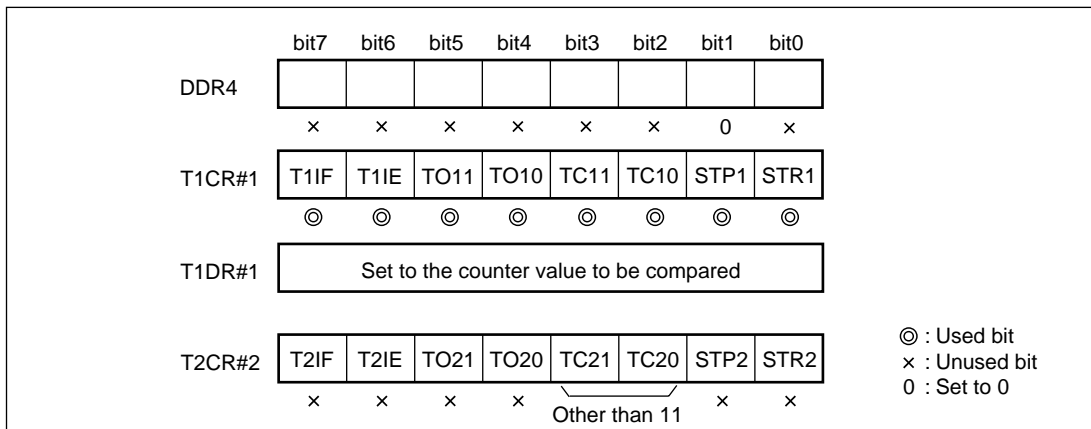 bit7 bit6 bit5 bit4 bit3 bit2 bit1 bit0
DDR4
× × × × × × 0 ×
T1CR#1 T1IF T1IE TO11 TO10 TC11 TC10 STP1 STR1
◎ ◎ ◎ ◎ ◎ ◎ ◎ ◎
T1DR#1 Set to the counter value to be compared
T2CR#2 T2IF T2IE TO21 TO20 TC21 TC20 STP2 STR2
× × × × Other than 11 × ×
◎ : Used bit
× : Unused bit
0 : Set to 0